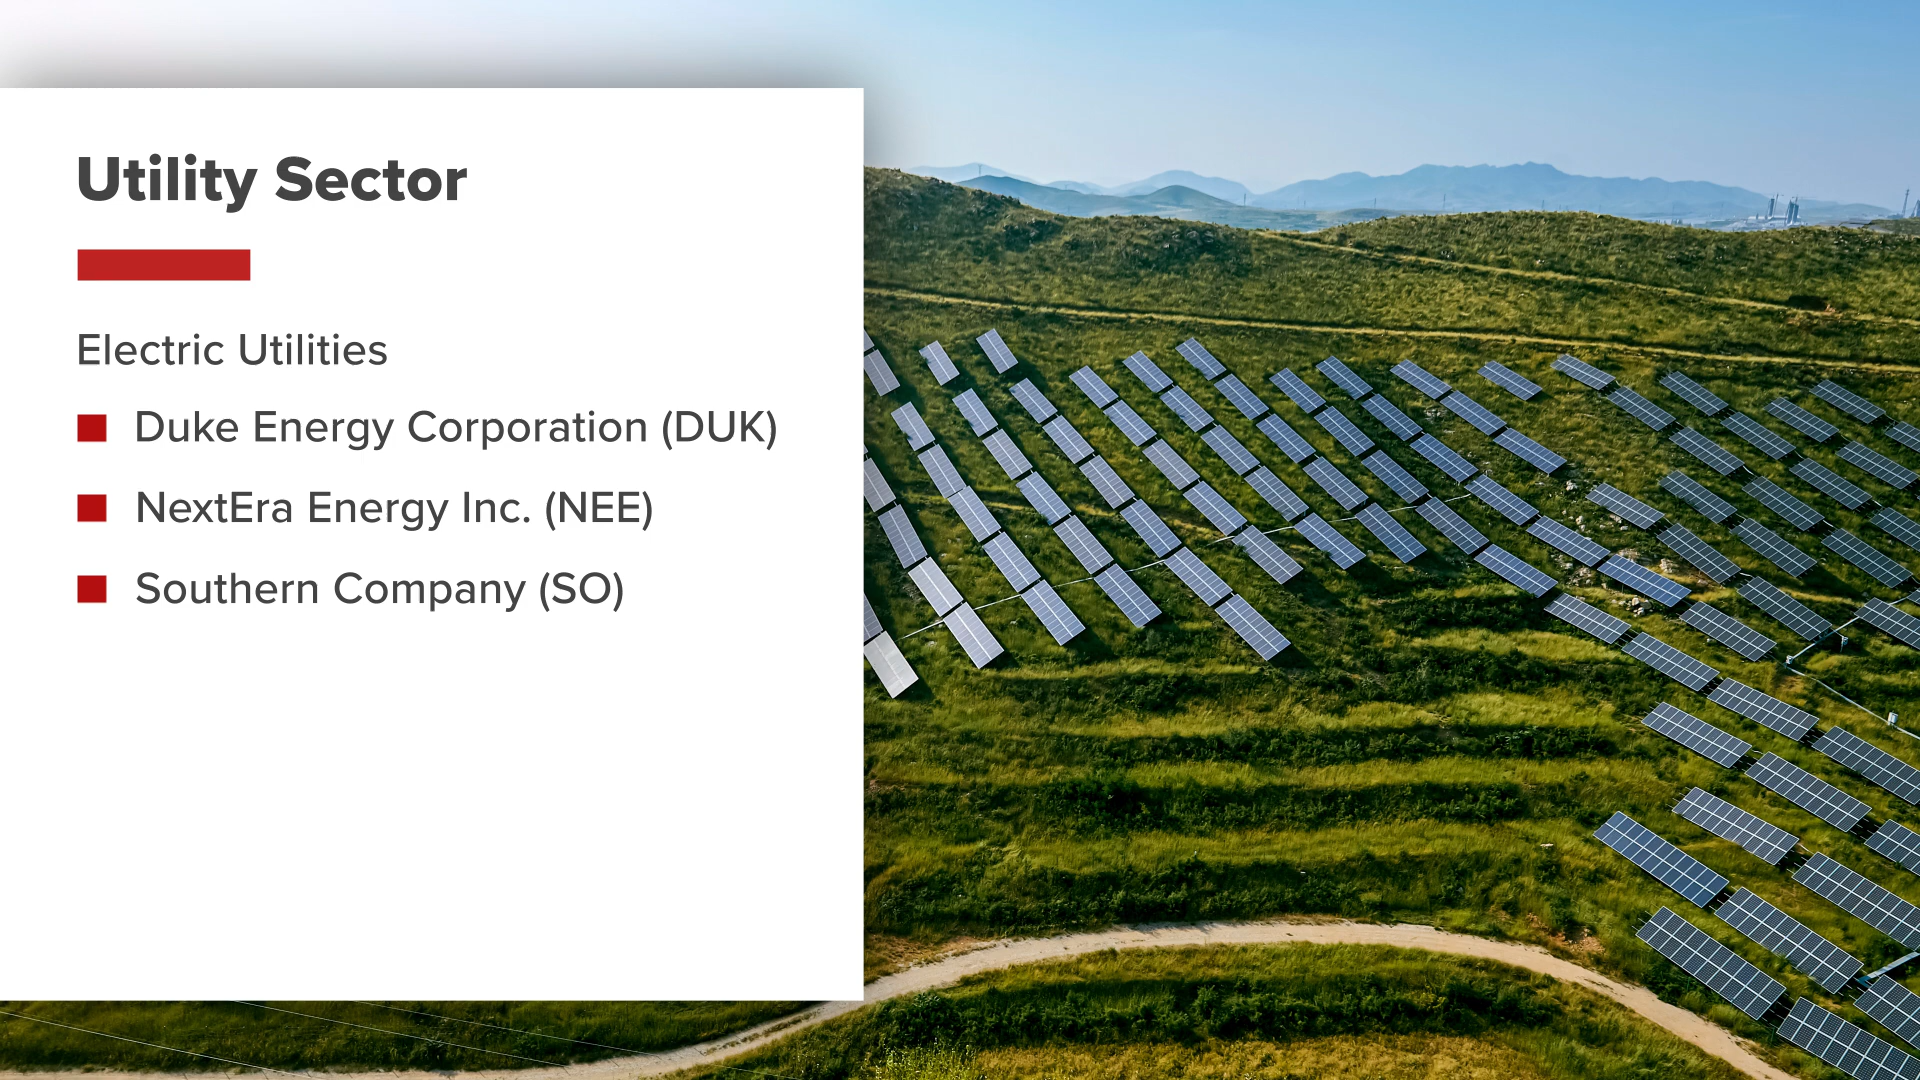 Utility Sector
Electric Utilities
Duke Energy Corporation (DUK)
NextEra Energy Inc. (NEE)
Southern Company (SO)